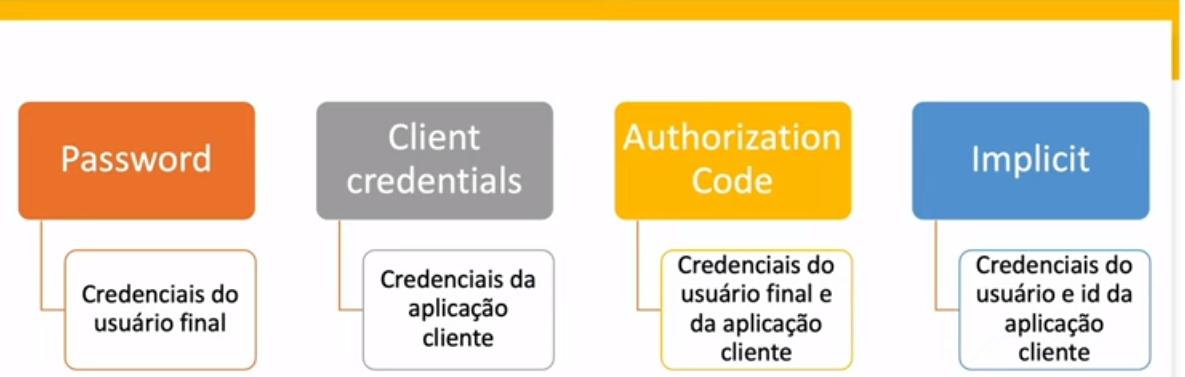 Password
Client
credentials
Authorization
Code
Implicit
Credenciais do
usuário final
Credenciais da
aplicação
cliente
Credenciais do
usuário final e
da aplicação
cliente
Credenciais do
usuário e id da
aplicação
cliente